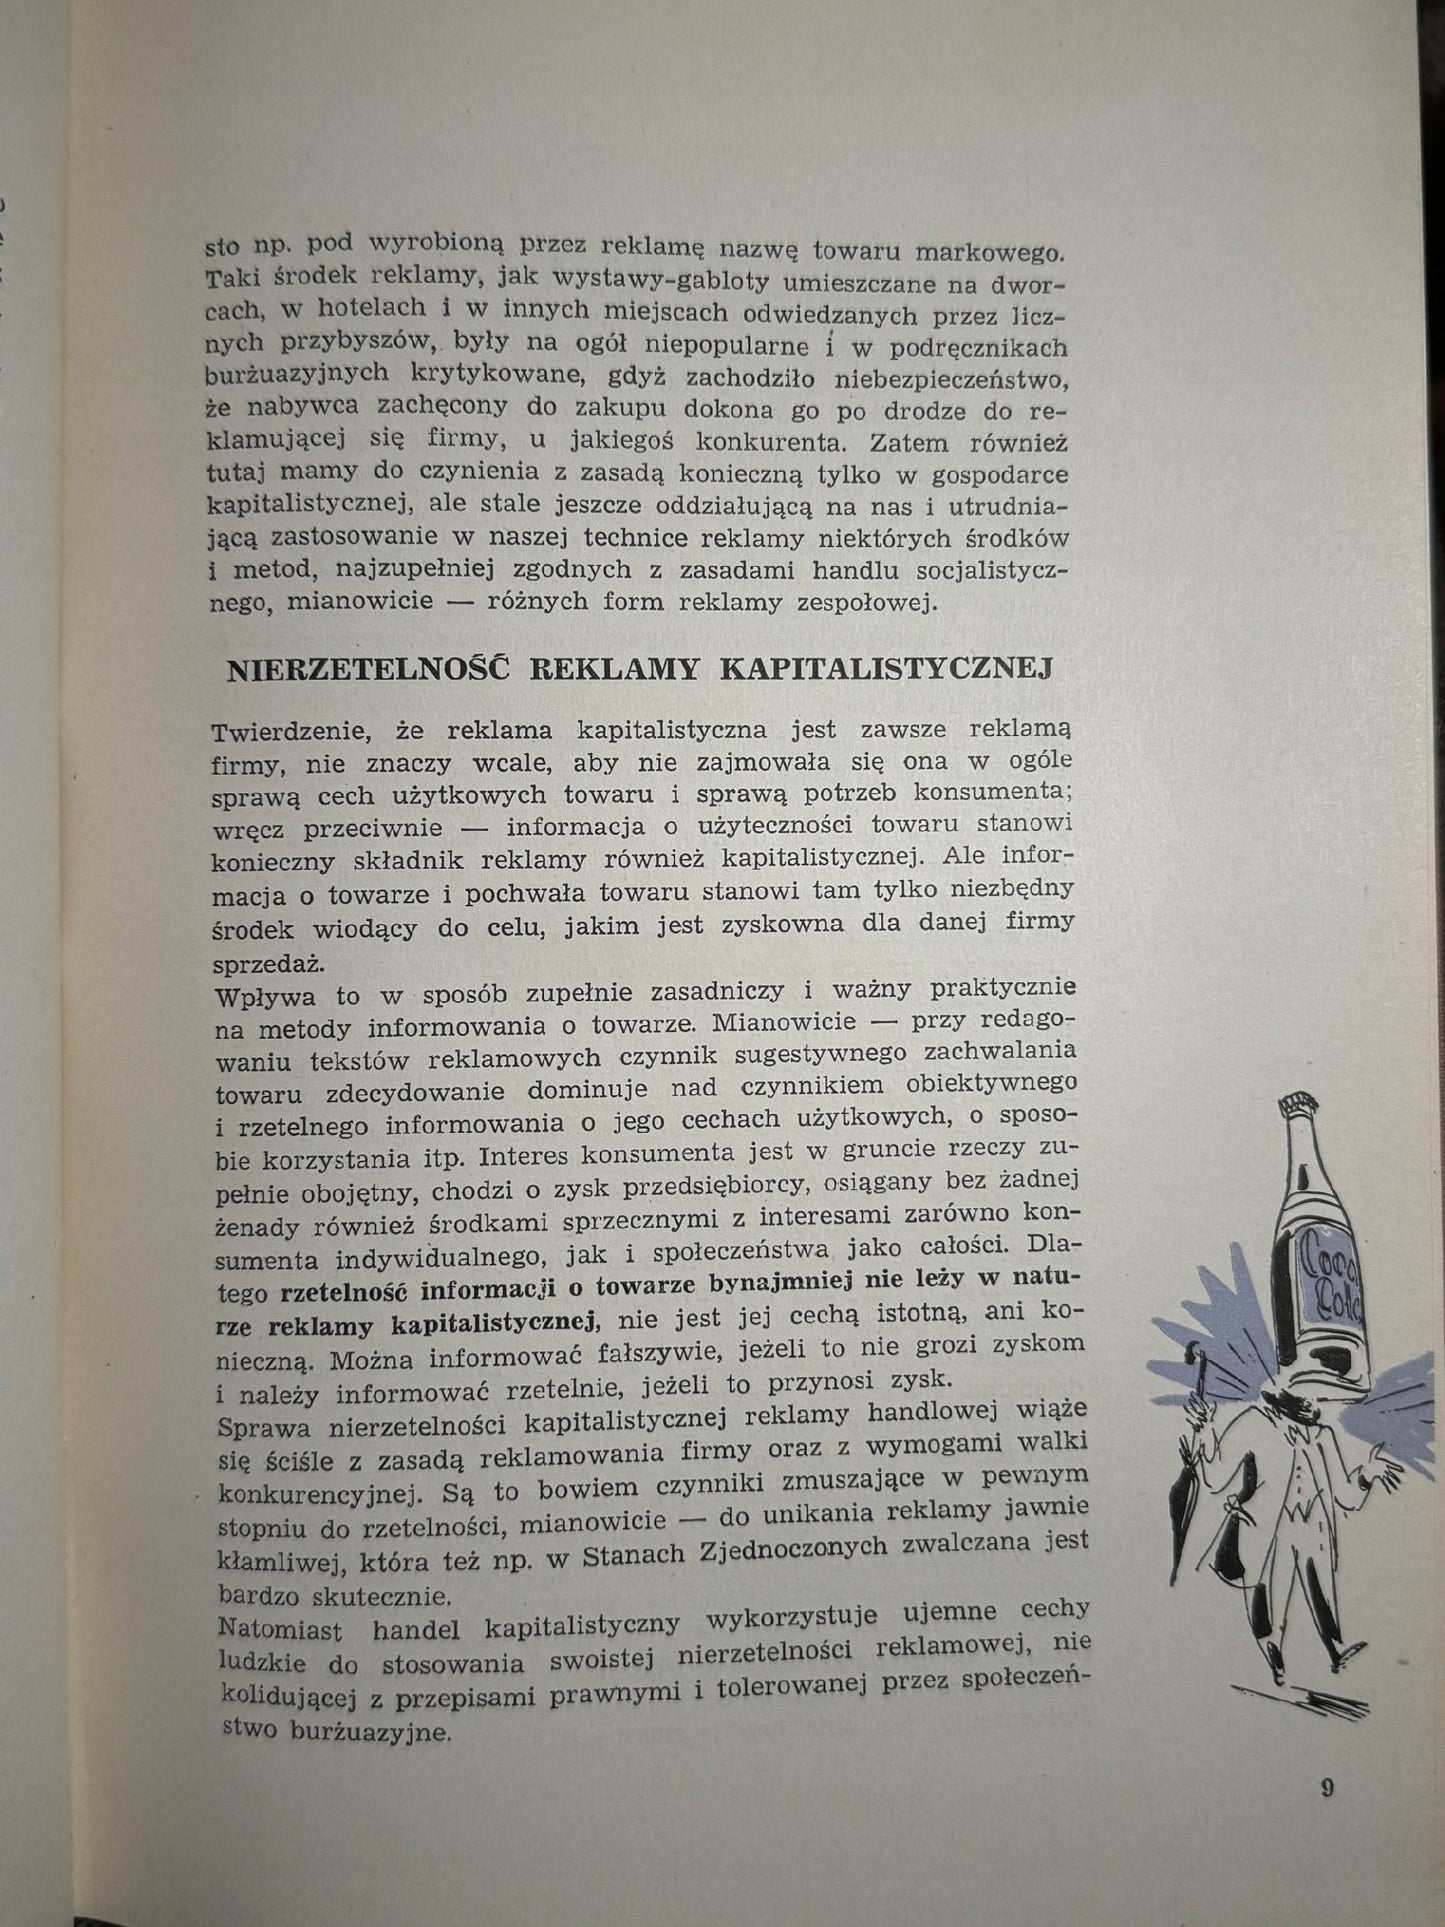 sto np. pod wyrobioną przez reklamę nazwę towaru markowego.
Taki środek reklamy, jak wystawy-gabloty umieszczane na dwor-
cach, w hotelach i w innych miejscach odwiedzanych przez licz-
nych przybyszów, były na ogół niepopularne i w podręcznikach
burżuazyjnych krytykowane, gdyż zachodziło niebezpieczeństwo,
że nabywca zachęcony do zakupu dokona go po drodze do re-
klamującej się firmy, u jakiegoś konkurenta. Zatem również
tutaj mamy do czynienia z zasadą konieczną tylko w gospodarce
kapitalistycznej, ale stale jeszcze oddziałującą na nas i utrudnia-
jącą zastosowanie w naszej technice reklamy niektórych środków
i metod, najzupełniej zgodnych z zasadami handlu socjalistycz-
nego, mianowicie — różnych form reklamy zespołowej.
NIERZETELNOŚĆ REKLAMY KAPITALISTYCZNEJ
Twierdzenie, że reklama kapitalistyczna jest zawsze reklamą
firmy, nie znaczy wcale, aby nie zajmowała się ona w ogóle
sprawą cech użytkowych towaru i sprawą potrzeb konsumenta;
wręcz przeciwnie — informacja o użyteczności towaru stanowi
konieczny składnik reklamy również kapitalistycznej. Ale infor-
macja o towarze i pochwała towaru stanowi tam tylko niezbędny
środek wiodący do celu, jakim jest zyskowna dla danej firmy
sprzedaż.
Wpływa to w sposób zupełnie zasadniczy i ważny praktycznie
na metody informowania o towarze. Mianowicie — przy redago-
waniu tekstów reklamowych czynnik sugestywnego zachwalania
towaru zdecydowanie dominuje nad czynnikiem obiektywnego
i rzetelnego informowania o jego cechach użytkowych, o sposo-
bie korzystania itp. Interes konsumenta jest w gruncie rzeczy zu-
pełnie obojętny, chodzi o zysk przedsiębiorcy, osiągany bez żadnej
żenady również środkami sprzecznymi z interesami zarówno kon-
sumenta indywidualnego, jak i społeczeństwa jako całości. Dla-
tego rzetelność informacji o towarze bynajmniej nie leży w natu-
rze reklamy kapitalistycznej, nie jest jej cechą istotną, ani ko-
nieczną. Można informować fałszywie, jeżeli to nie grozi zyskom
i należy informować rzetelnie, jeżeli to przynosi zysk.
Sprawa nierzetelności kapitalistycznej reklamy handlowej wiąże
się ściśle z zasadą reklamowania firmy oraz z wymogami walki
konkurencyjnej. Są to bowiem czynniki zmuszające w pewnym
stopniu do rzetelności, mianowicie — do unikania reklamy jawnie
kłamliwej, która też np. w Stanach Zjednoczonych zwalczana jest
bardzo skutecznie.
Natomiast handel kapitalistyczny wykorzystuje ujemne cechy
ludzkie do stosowania swoistej nierzetelności reklamowej, nie
kolidującej z przepisami prawnymi i tolerowanej przez społeczeń-
stwo burżuazyjne.
Coca
Cola
9